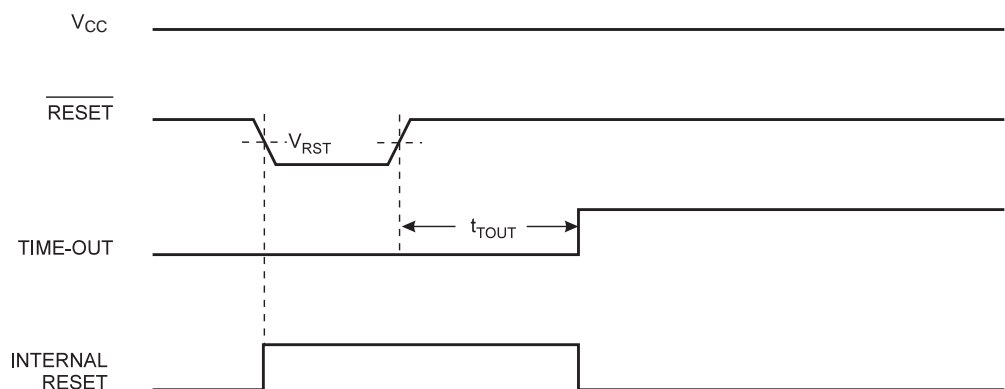 VCC
RESET
VRST
tTOUT
TIME-OUT
INTERNAL
RESET